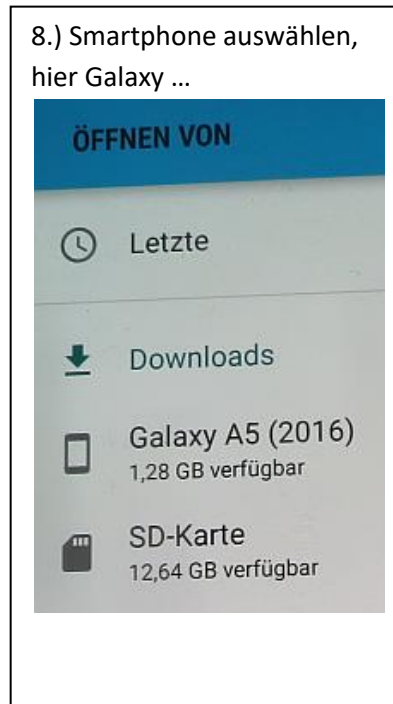 8.) Smartphone auswählen,
hier Galaxy ...
ÖFFNEN VON
Letzte
Downloads
Galaxy A5 (2016)
1,28 GB verfügbar
SD-Karte
12,64 GB verfügbar